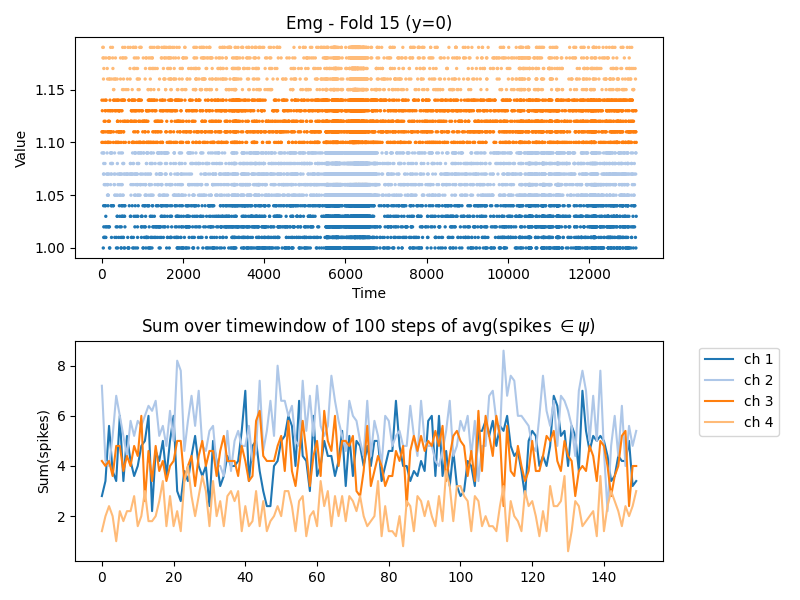 Emg - Fold 15 (y=0)
1.15
1.10
1.05
1.00
Value
0 2000 4000 6000 8000 10000 12000
Time
Sum over timewindow of 100 steps of avg(spikes ∈ψ)
8
6
4
2
Sum(spikes)
0 20 40 60 80 100 120 140
ch 1
ch 2
ch 3
ch 4